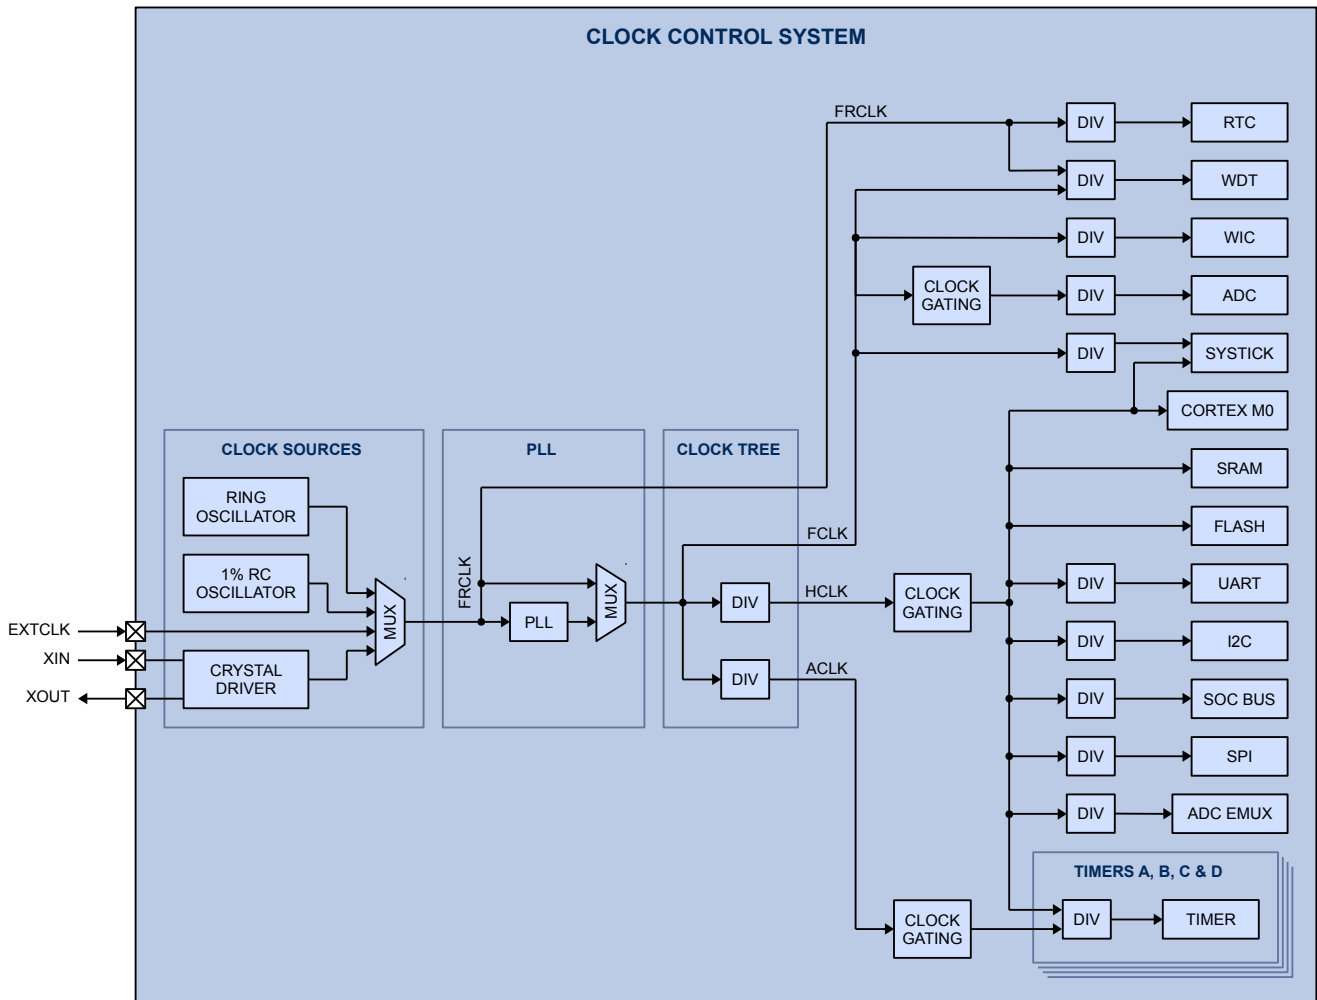 CLOCK CONTROL SYSTEM
FRCLK
DIV
RTC
DIV
WDT
DIV
WIC
CLOCK
GATING
DIV
ADC
DIV
SYSTICK
CORTEX M0
CLOCK SOURCES
PLL
CLOCK TREE
SRAM
RING
OSCILLATOR
FLASH
1% RC
OSCILLATOR
MUX
FRCLK
PLL
MUX
FCLK
DIV
HCLK
CLOCK
GATING
DIV
UART
EXTCLK
XIN
XOUT
CRYSTAL
DRIVER
DIV
ACLK
DIV
I2C
DIV
SOC BUS
DIV
SPI
DIV
ADC EMUX
TIMERS A, B, C & D
CLOCK
GATING
DIV
TIMER